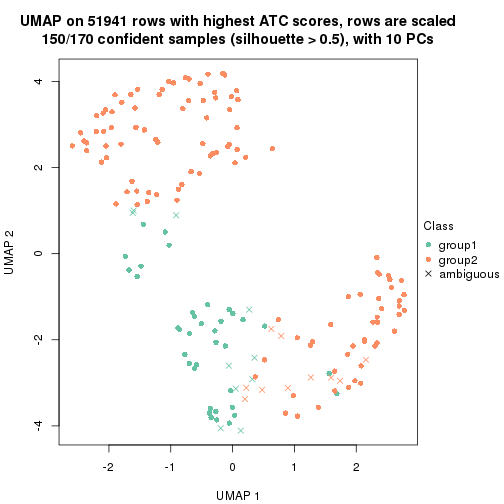 UMAP on 51941 rows with highest ATC scores, rows are scaled
150/170 confident samples (silhouette > 0.5), with 10 PCs
4
2
0
-2
-4
UMAP 2
-2
-1
0
1
2
UMAP 1
Class
group1
group2
ambiguous